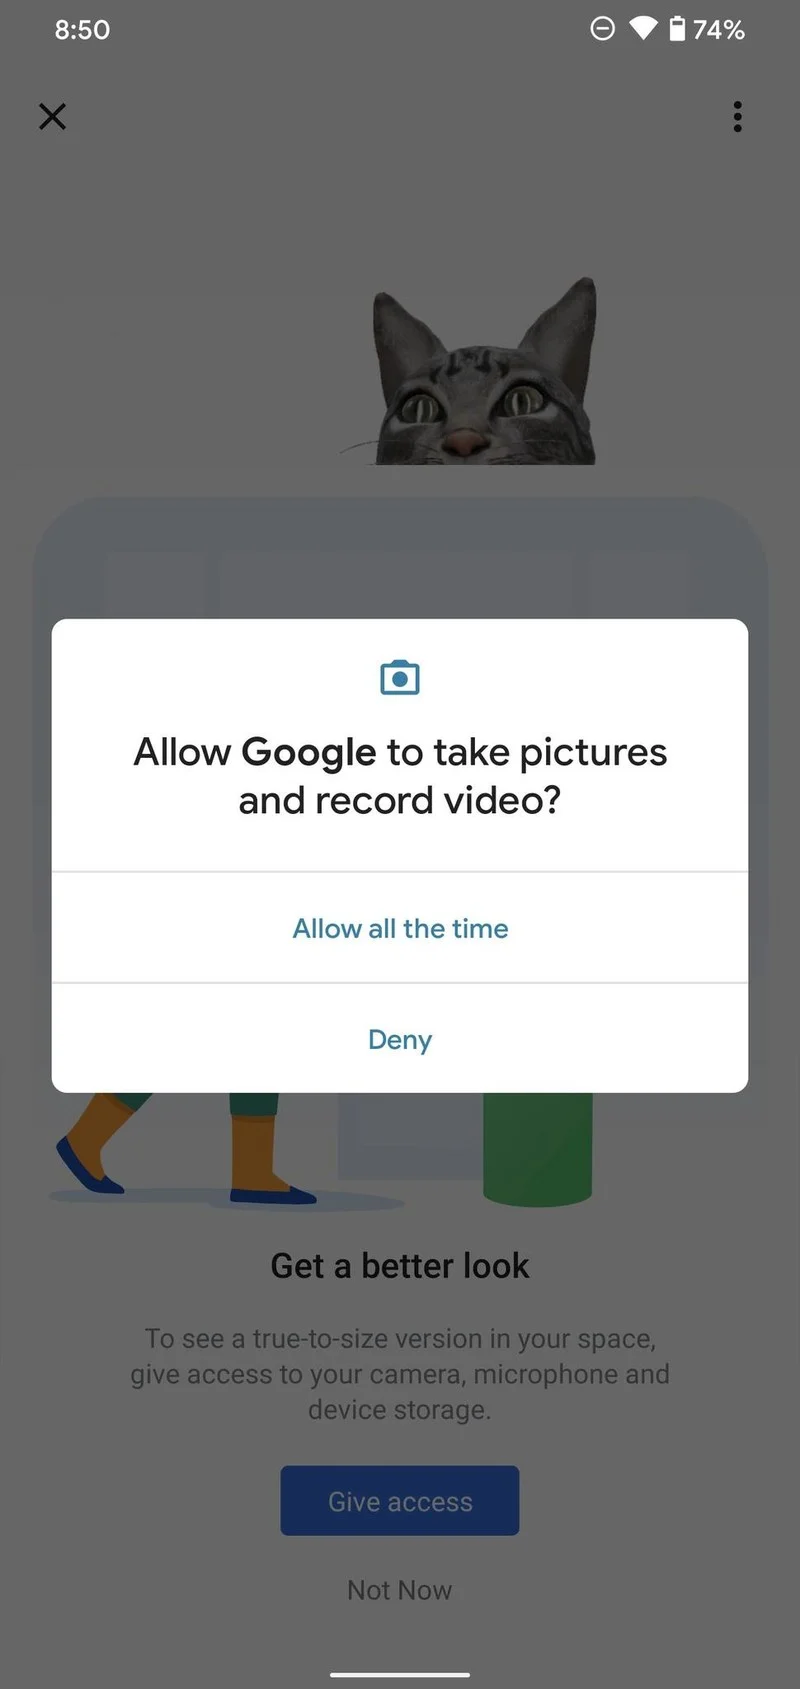 8:50
74%
Allow Google to take pictures
and record video?
Allow all the time
Deny
Get a better look
To see a true-to-size version in your space,
give access to your camera, microphone and
device storage.
Give access
Not Now